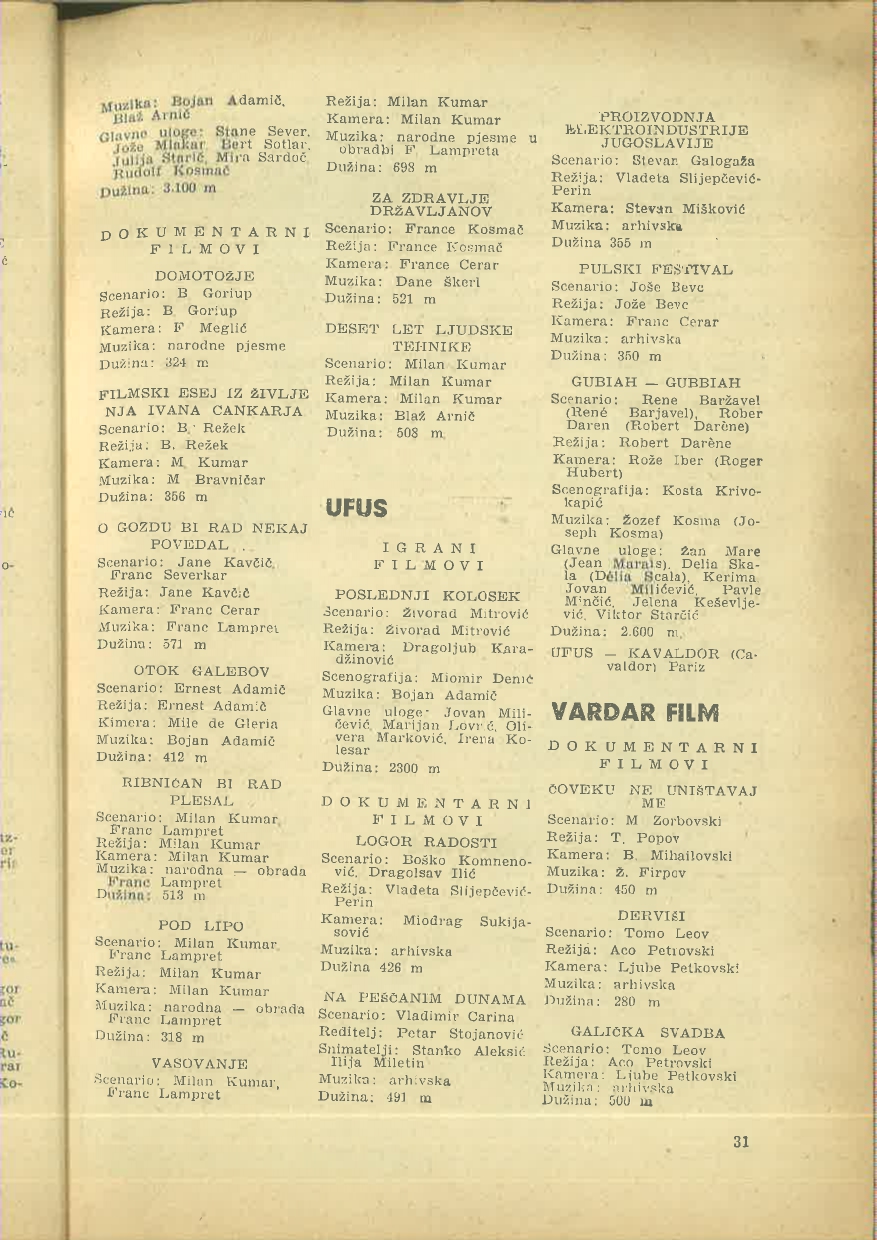 Muzika: Bojan Adamič,
Blaž Arnič
Glavne uloge: Stane Sever,
Jože Mlakar, Bert Sotlar,
Julija Starič, Mira Sardoč,
Rudolf Kosmač
Dužina: 3.100 m
DOKUMENTARNI
FILMOVI
DOMOTOŽJE
Scenario: B. Goriup
Režija: B. Goriup
Kamera: F. Meglič
Muzika: narodne pjesme
Dužina: 324 m
FILMSKI ESEJ IZ ŽIVLJE
NJA IVANA CANKARJA
Scenario: B. Režek
Režija: B. Režek
Kamera: M. Kumar
Muzika: M Bravničar
Dužina: 356 m
O GOZDU BI RAD NEKAJ
POVEDAL . .
Scenario: Jane Kavčič,
Franc Severkar
Režija: Jane Kavčič
Kamera: Franc Cerar
Muzika: Franc Lampret
Dužina: 571 m
OTOK GALEBOV
Scenario: Ernest Adamič
Režija: Ernest Adamič
Kimera: Mile de Gleria
Muzika: Bojan Adamič
Dužina: 412 m
RIBNIČAN BI RAD
PLESAL
Scenario: Milan Kumar,
Franc Lampret
Režija: Milan Kumar
Kamera: Milan Kumar
Muzika: narodna — obrada
Franc Lampret
Dužina: 513 m
POD LIPO
Scenario: Milan Kumar,
Franc Lampret
Režija: Milan Kumar
Kamera: Milan Kumar
Muzika: narodna — obrada
Franc Lampret
Dužina: 318 m
VASOVANJE
Scenario: Milan Kumar,
Franc Lampret
Režija: Milan Kumar
Kamera: Milan Kumar
Muzika: narodne pjesme u
obradbi F. Lampreta
Dužina: 698 m
ZA ZDRAVLJE
DRŽAVLJANOV
Scenario: France Kosmač
Režija: France Kosmač
Kamera: France Cerar
Muzika: Dane Škerl
Dužina: 521 m
DESET LET LJUDSKE
TEHNIKE
Scenario: Milan Kumar
Režija: Milan Kumar
Kamera: Milan Kumar
Muzika: Blaž Arnič
Dužina: 508 m.
UFUS
IGRANI
FILMOVI
POSLEDNJI KOLOSEK
Scenario: Živorad Mitrović
Režija: Živorad Mitrović
Kamera: Dragoljub Kara-
džinović
Scenografija: Miomir Denić
Muzika: Bojan Adamič
Glavne uloge: Jovan Mili-
čević, Marijan Lovrić, Oli-
vera Marković, Irena Ko-
lesar
Dužina: 2300 m
DOKUMENTARNI
FILMOVI
LOGOR RADOSTI
Scenario: Boško Komneno-
vić, Dragolsav Ilić
Režija: Vladeta Slijepčević-
Perin
Kamera: Miodrag Sukija-
sović
Muzika: arhivska
Dužina 426 m
NA PEŠČANIM DUNAMA
Scenario: Vladimir Carina
Reditelj: Petar Stojanović
Snimatelji: Stanko Aleksić
Ilija Miletin
Muzika: arhivska
Dužina: 491 m
PROIZVODNJA
ELEKTROINDUSTRIJE
JUGOSLAVIJE
Scenario: Stevan Galogaža
Režija: Vladeta Slijepčević-
Perin
Kamera: Stevan Mišković
Muzika: arhivska
Dužina 355 m
PULSKI FESTIVAL
Scenario: Joše Bevc
Režija: Jože Bevc
Kamera: Franc Cerar
Muzika: arhivska
Dužina: 350 m
GUBIAH — GUBBIAH
Scenario: Rene Baržavel
(René Barjavel), Rober
Daren (Robert Darène)
Režija: Robert Darène
Kamera: Rože Iber (Roger
Hubert)
Scenografija: Kosta Krivo-
kapić
Muzika: Žozef Kosma (Jo-
seph Kosma)
Glavne uloge: Žan Mare
(Jean Marais), Delia Ska-
la (Délia Scala), Kerima,
Jovan Milićević, Pavle
Minčić, Jelena Keševlje-
vić, Viktor Starčić
Dužina: 2.600 m.
UFUS — KAVALDOR (Ca-
valdor) Pariz
VARDAR FILM
DOKUMENTARNI
FILMOVI
ČOVEKU NE UNIŠTAVAJ
ME
Scenario: M Zorbovski
Režija: T. Popov
Kamera: B. Mihailovski
Muzika: Ž. Firpov
Dužina: 450 m
DERVIŠI
Scenario: Tomo Leov
Režija: Aco Petrovski
Kamera: Ljube Petkovski
Muzika: arhivska
Dužina: 280 m
GALIČKA SVADBA
Scenario: Tomo Leov
Režija: Aco Petrovski
Kamera: Ljube Petkovski
Muzika: arhivska
Dužina: 500 m
31